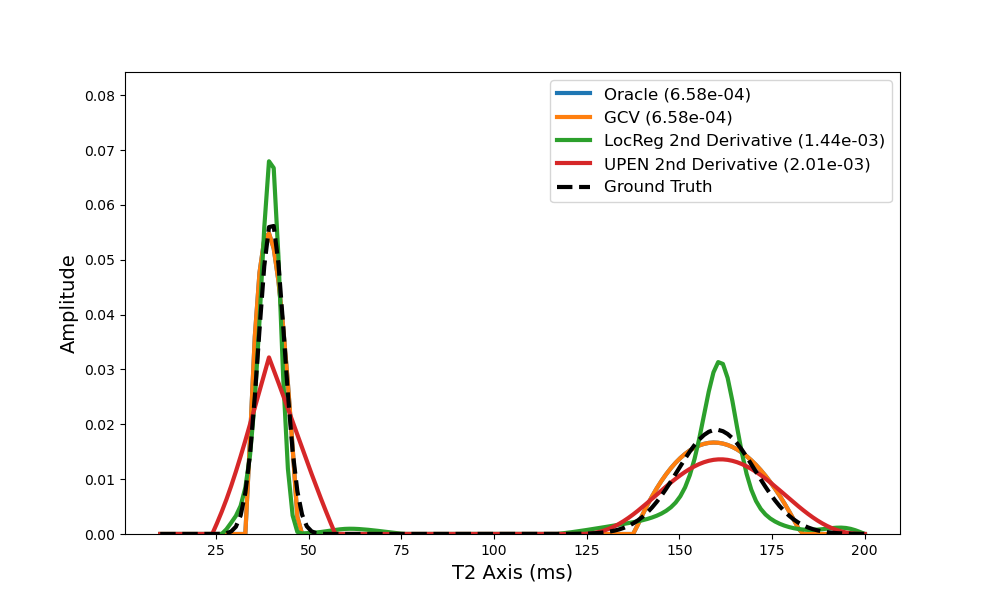 Oracle (6.58e-04)
GCV (6.58e-04)
LocReg 2nd Derivative (1.44e-03)
UPEN 2nd Derivative (2.01e-03)
Ground Truth
Amplitude
0.08
0.07
0.06
0.05
0.04
0.03
0.02
0.01
0.00
25 50 75 100 125 150 175 200
T2 Axis (ms)